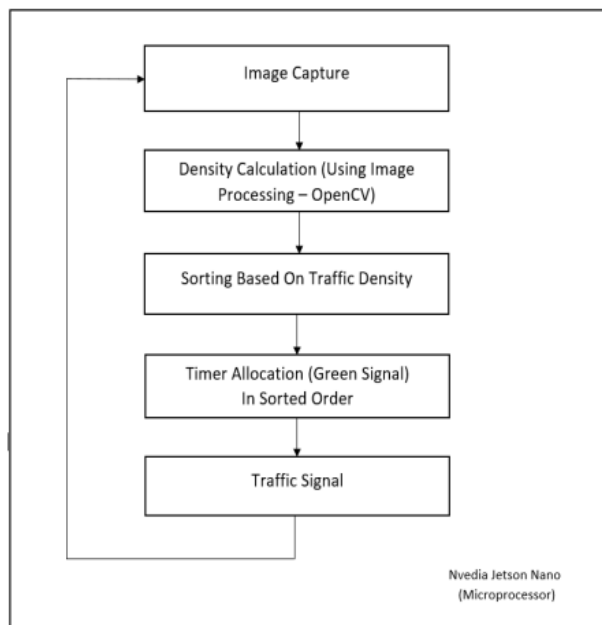 Image Capture
Density Calculation (Using Image
Processing – OpenCV)
Sorting Based On Traffic Density
Timer Allocation (Green Signal)
In Sorted Order
Traffic Signal
Nvedia Jetson Nano
(Microprocessor)